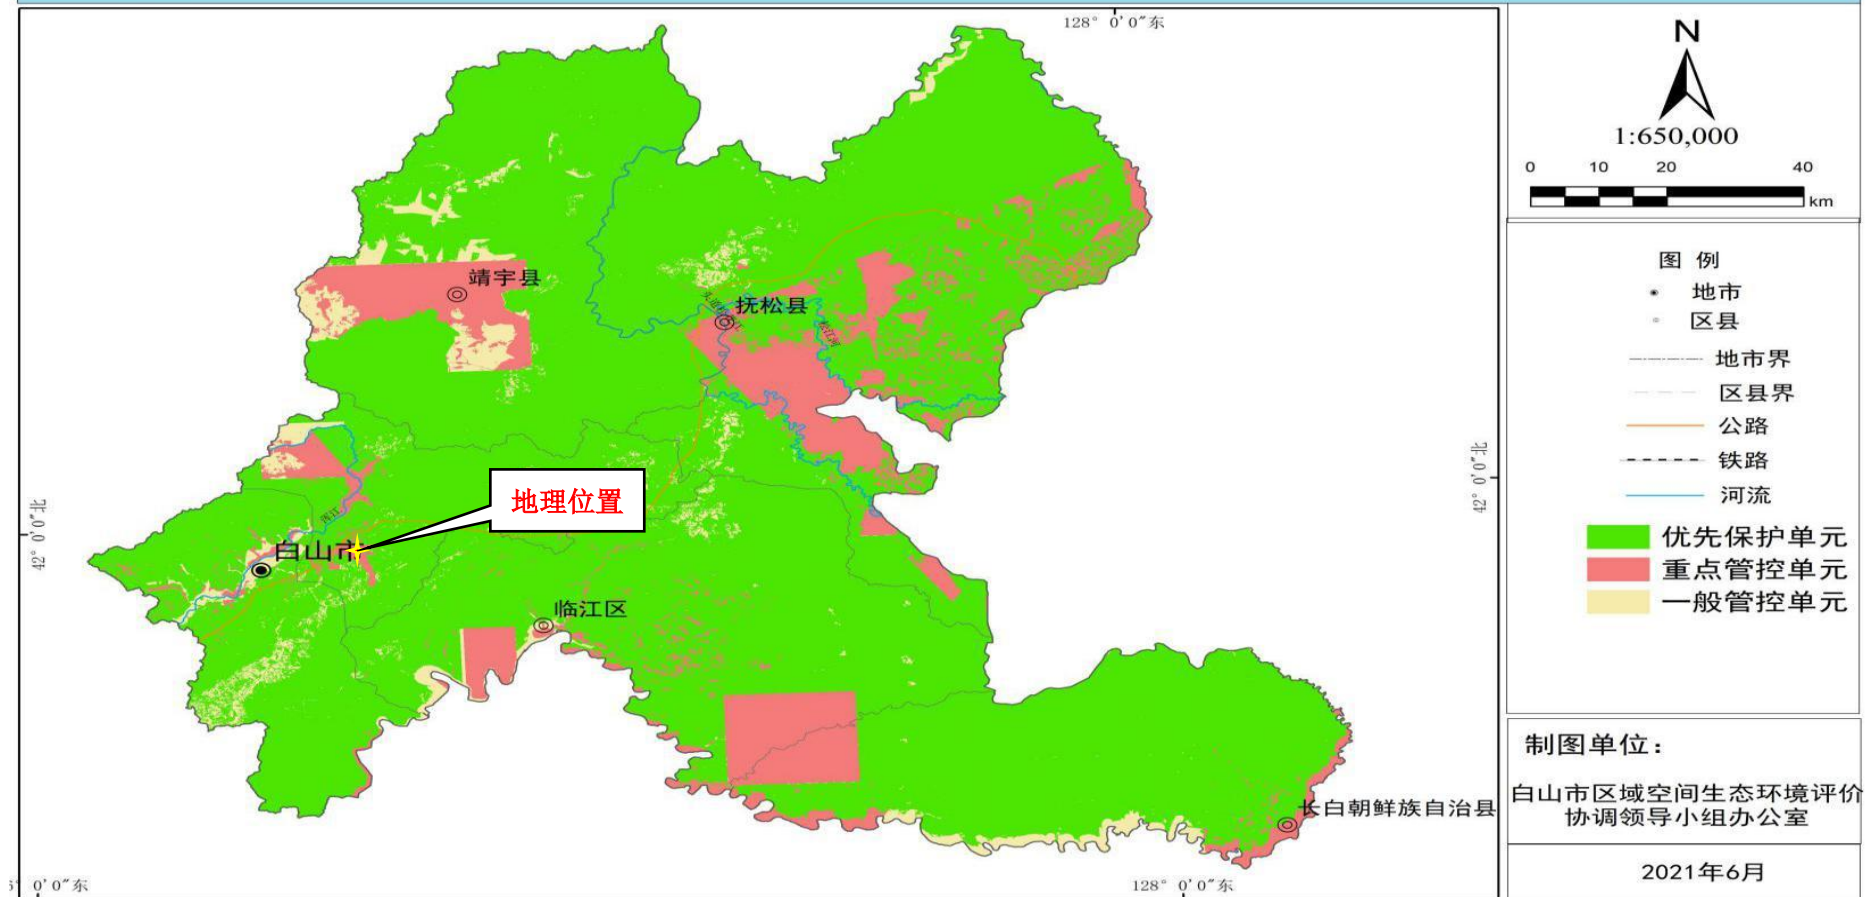 128° 0'0"东
N
1:650,000
0 10 20 40
km
图 例
地市
区县
地市界
区县界
公路
铁路
河流
优先保护单元
重点管控单元
一般管控单元
靖宇县
抚松县
松江河
42° 0'0"北
42° 0'0"北
地理位置
浑江
白山市
临江区
长白朝鲜族自治县
制图单位：
白山市区域空间生态环境评价
协调领导小组办公室
2021年6月
0'0"东
128° 0'0"东